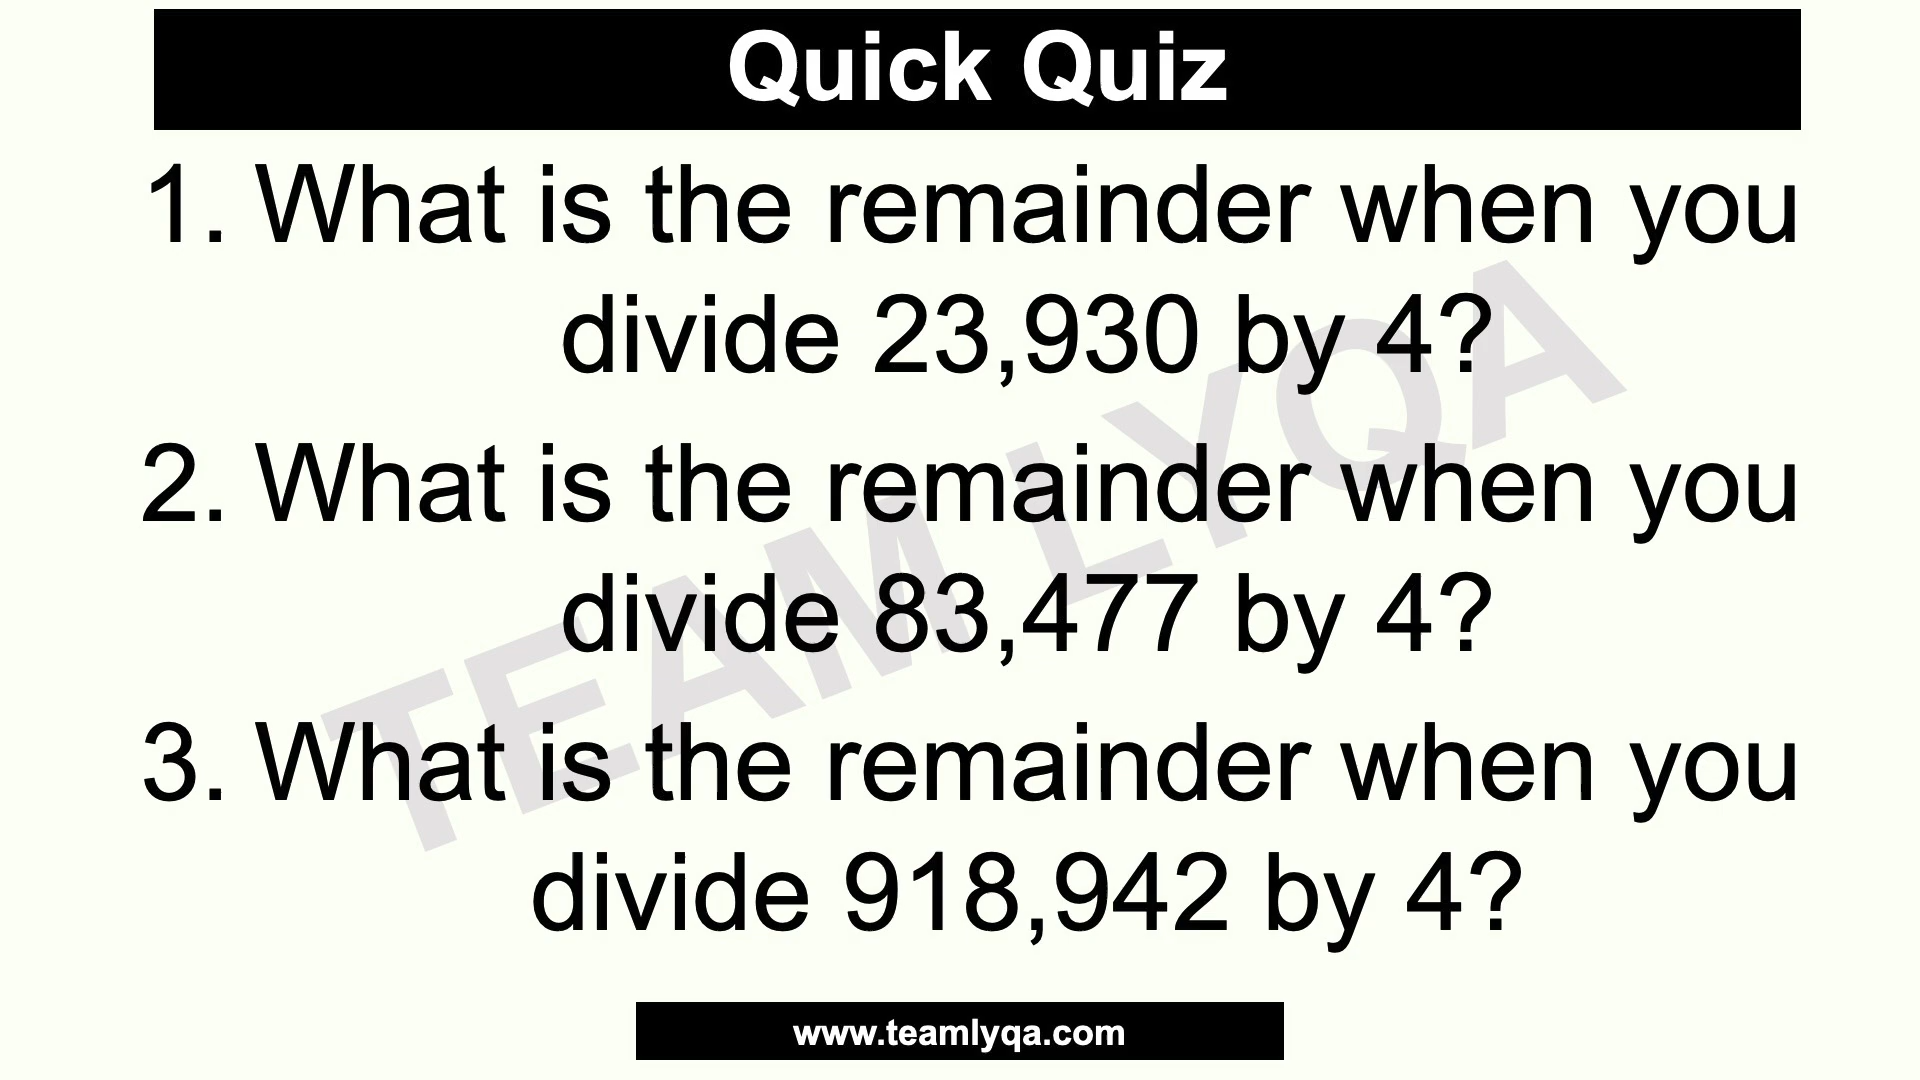 Quick Quiz
1. What is the remainder when you
divide 23,930 by 4?
2. What is the remainder when you
divide 83,477 by 4?
3. What is the remainder when you
divide 918,942 by 4?
TEAM LYQA
www.teamlyqa.com